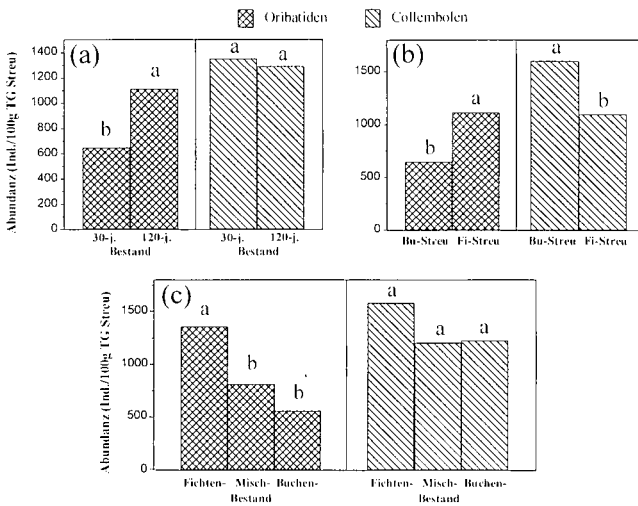 Oribatiden Collembolen
(a)
Abundanz (Ind./100g TG Streu)
1400
1200
1000
800
600
400
200
0
b a a a
30-j. 120-j. 30-j. 120-j.
Bestand Bestand
(b)
1500
1000
500
0
b a a b
Bu-Streu Fi-Streu Bu-Streu Fi-Streu
(c)
Abundanz (Ind./100g TG Streu)
1500
1000
500
0
a b b a a a
Fichten- Misch- Buchen- Fichten- Misch- Buchen-
Bestand Bestand